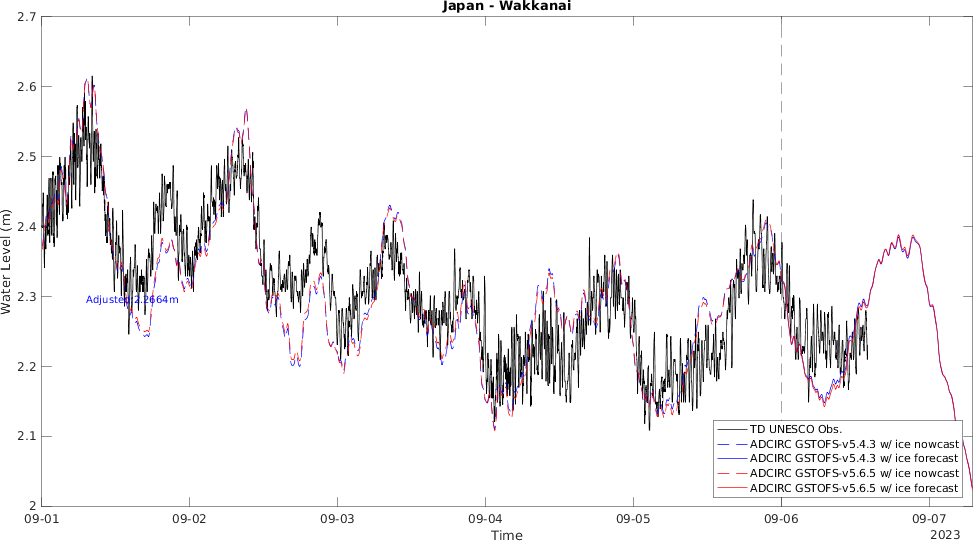 Japan - Wakkanai
Water Level (m)
2.7
2.6
2.5
2.4
2.3
2.2
2.1
2
Adjusted 2.2664m
TD UNESCO Obs.
ADCIRC GSTOFS-v5.4.3 w/ ice nowcast
ADCIRC GSTOFS-v5.4.3 w/ ice forecast
ADCIRC GSTOFS-v5.6.5 w/ ice nowcast
ADCIRC GSTOFS-v5.6.5 w/ ice forecast
09-01 09-02 09-03 09-04 09-05 09-06 09-07
Time
2023